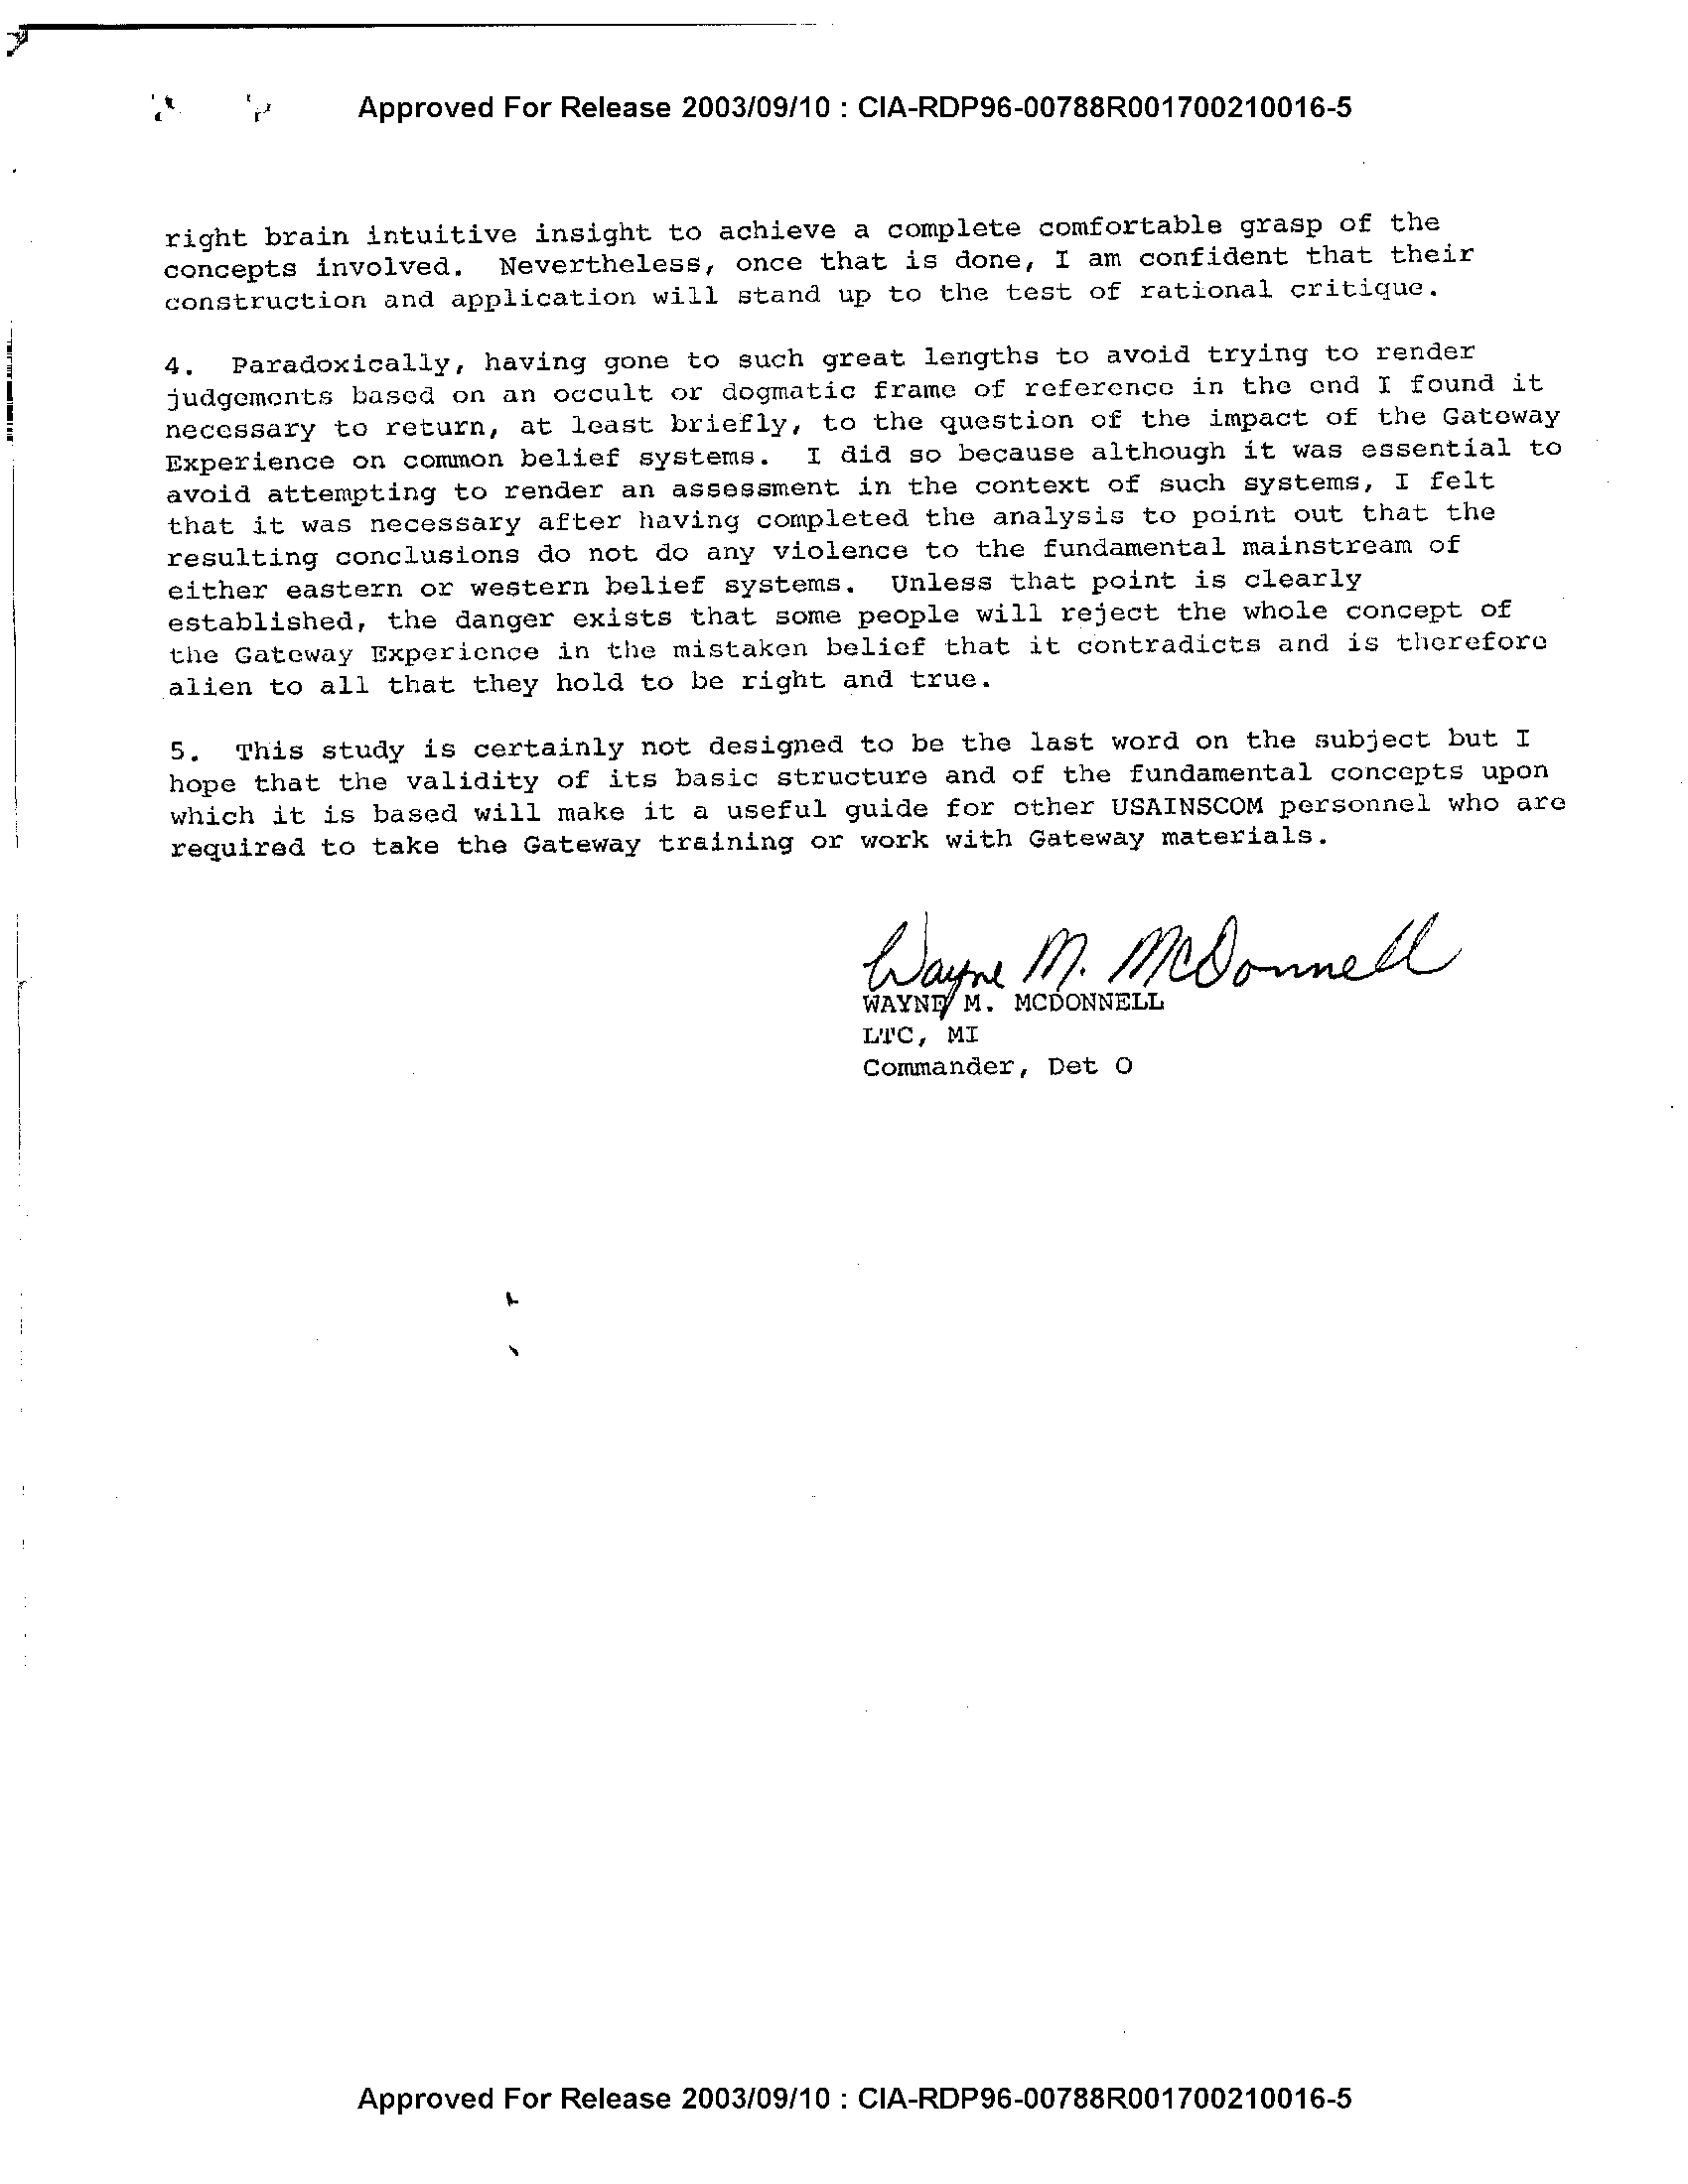 Approved For Release 2003/09/10 : CIA-RDP96-00788R001700210016-5
right brain intuitive insight to achieve a complete comfortable grasp of the
concepts involved. Nevertheless, once that is done, I am confident that their
construction and application will stand up to the test of rational critique.
4. Paradoxically, having gone to such great lengths to avoid trying to render
judgements based on an occult or dogmatic frame of reference in the end I found it
necessary to return, at least briefly, to the question of the impact of the Gateway
Experience on common belief systems. I did so because although it was essential to
avoid attempting to render an assessment in the context of such systems, I felt
that it was necessary after having completed the analysis to point out that the
resulting conclusions do not do any violence to the fundamental mainstream of
either eastern or western belief systems. Unless that point is clearly
established, the danger exists that some people will reject the whole concept of
the Gateway Experience in the mistaken belief that it contradicts and is therefore
alien to all that they hold to be right and true.
5. This study is certainly not designed to be the last word on the subject but I
hope that the validity of its basic structure and of the fundamental concepts upon
which it is based will make it a useful guide for other USAINSCOM personnel who are
required to take the Gateway training or work with Gateway materials.
Wayne M. McDonnell
WAYNE M. MCDONNELL
LTC, MI
Commander, Det O
Approved For Release 2003/09/10 : CIA-RDP96-00788R001700210016-5